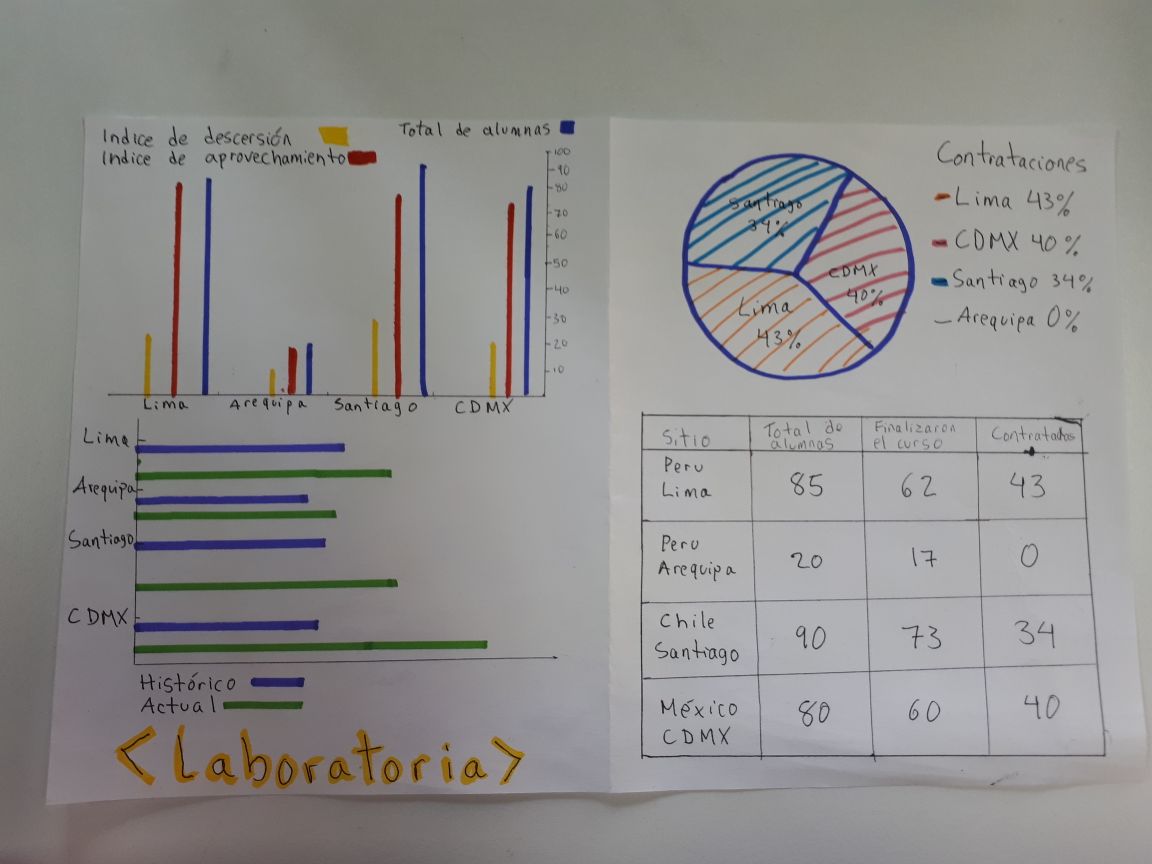 Indice de descersión
Total de alumnas
Indice de aprovechamiento
100
90
80
70
60
50
40
30
20
10
Lima
Arequipa
Santiago
CDMX
Lima
Arequipa
Santiago
CDMX
Histórico
Actual
<Laboratoria>
Santiago
34%
CDMX
40%
Lima
43%
Contrataciones
Lima 43%
CDMX 40%
Santiago 34%
Arequipa 0%
Sitio
Total de
alumnas
Finalizaron
el curso
Contratadas
Peru
Lima
85
62
43
Peru
Arequipa
20
17
0
Chile
Santiago
90
73
34
México
CDMX
80
60
40